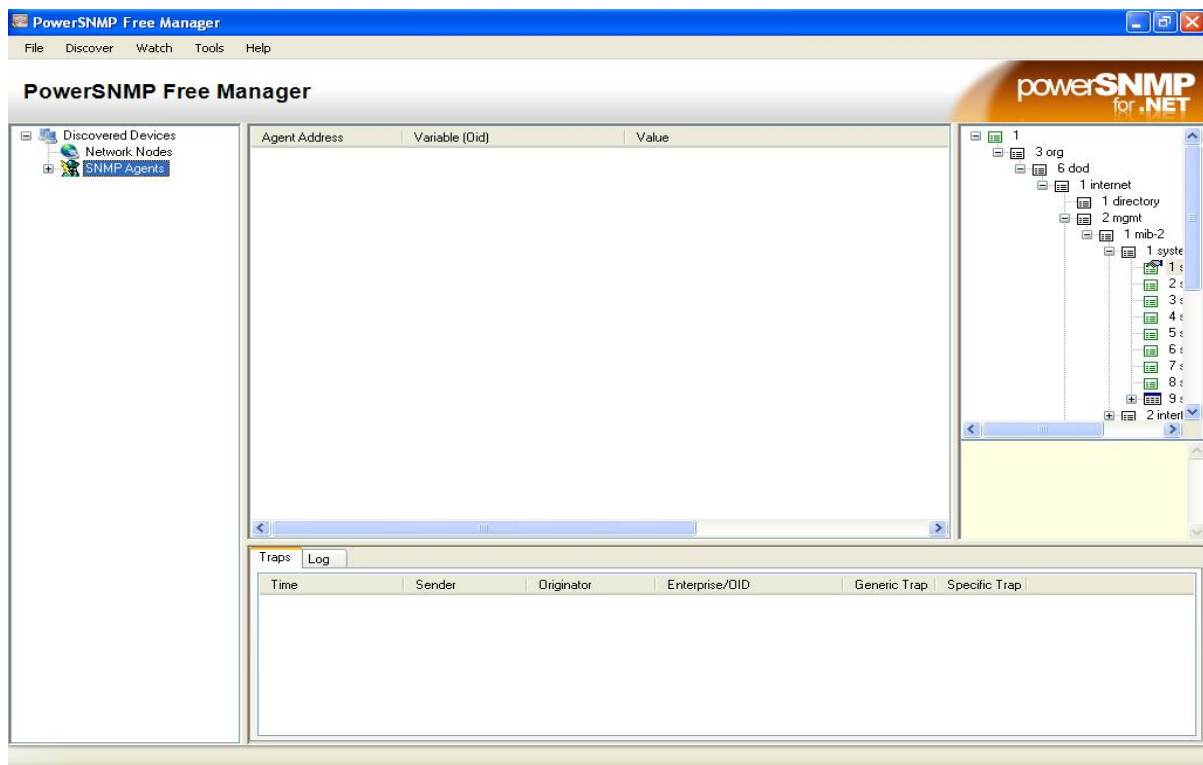 PowerSNMP Free Manager
File Discover Watch Tools Help
PowerSNMP Free Manager
powerSNMP
for .NET
Discovered Devices
Network Nodes
SNMP Agents
Agent Address Variable (Oid) Value
1
3 org
6 dod
1 internet
1 directory
2 mgmt
1 mib-2
1 syste
1 s
2 s
3 s
4 s
5 s
6 s
7 s
8 s
9 s
2 interf
Traps Log
Time Sender Originator Enterprise/OID Generic Trap Specific Trap